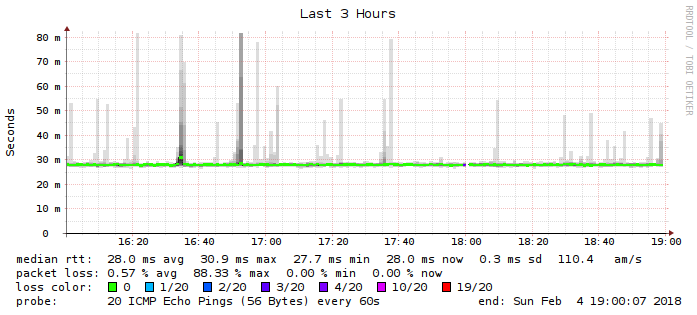 Last 3 Hours
RRDTOOL / TOBI OETIKER
Seconds
80 m
70 m
60 m
50 m
40 m
30 m
20 m
10 m
0
16:20 16:40 17:00 17:20 17:40 18:00 18:20 18:40 19:00
median rtt: 28.0 ms avg 30.9 ms max 27.7 ms min 28.0 ms now 0.3 ms sd 110.4 am/s
packet loss: 0.57 % avg 88.33 % max 0.00 % min 0.00 % now
loss color: 0 1/20 2/20 3/20 4/20 10/20 19/20
probe: 20 ICMP Echo Pings (56 Bytes) every 60s end: Sun Feb 4 19:00:07 2018